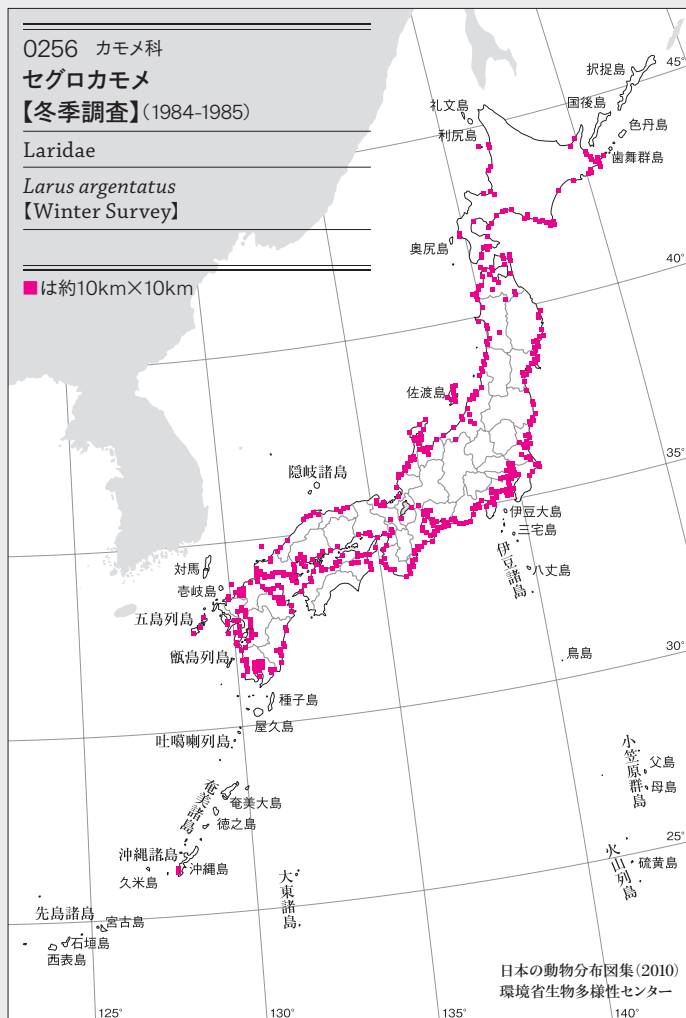 0256 カモメ科
セグロカモメ
【冬季調査】(1984-1985)
Laridae
Larus argentatus
【Winter Survey】
■は約10km×10km
45°
択捉島
国後島
礼文島
色丹島
利尻島
歯舞群島
奥尻島
40°
佐渡島
35°
隠岐諸島
伊豆大島
三宅島
伊豆諸島
八丈島
対馬
壱岐島
五島列島
甑島列島
鳥島
30°
種子島
屋久島
吐噶喇列島
小笠原群島
父島
母島
奄美諸島
奄美大島
徳之島
25°
沖縄諸島
沖縄島
久米島
大東諸島
火山列島
硫黄島
先島諸島
宮古島
石垣島
西表島
日本の動物分布図集(2010)
環境省生物多様性センター
125°
130°
135°
140°